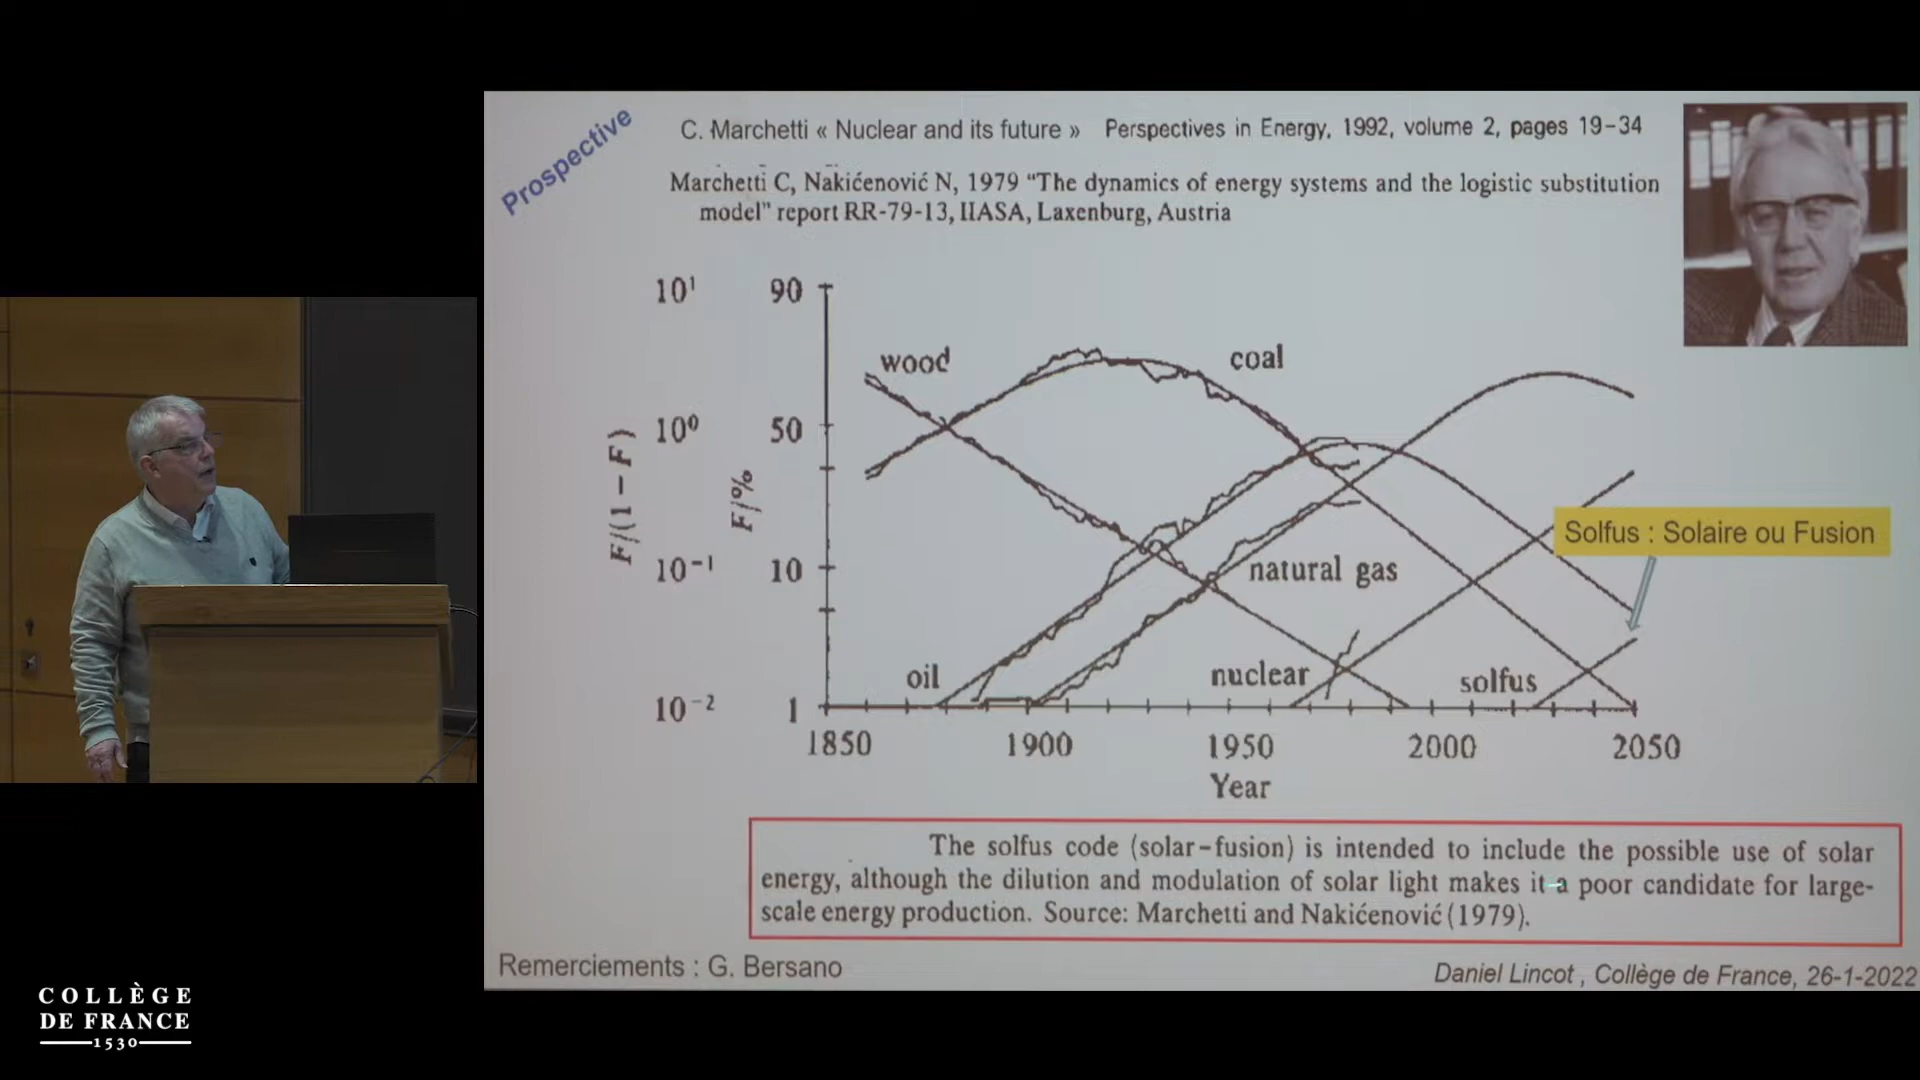 Prospective
C. Marchetti « Nuclear and its future » Perspectives in Energy, 1992, volume 2, pages 19-34
Marchetti C, Nakićenović N, 1979 "The dynamics of energy systems and the logistic substitution
model" report RR-79-13, IIASA, Laxenburg, Austria
10¹ 90
wood coal
10⁰ 50
F/(1-F) F/%
Solfus : Solaire ou Fusion
10⁻¹ 10
natural gas
oil nuclear solfus
10⁻² 1
1850 1900 1950 2000 2050
Year
The solfus code (solar-fusion) is intended to include the possible use of solar
energy, although the dilution and modulation of solar light makes it a poor candidate for large-
scale energy production. Source: Marchetti and Nakićenović (1979).
Remerciements : G. Bersano
Daniel Lincot , Collège de France, 26-1-2022
COLLÈGE
DE FRANCE
1530